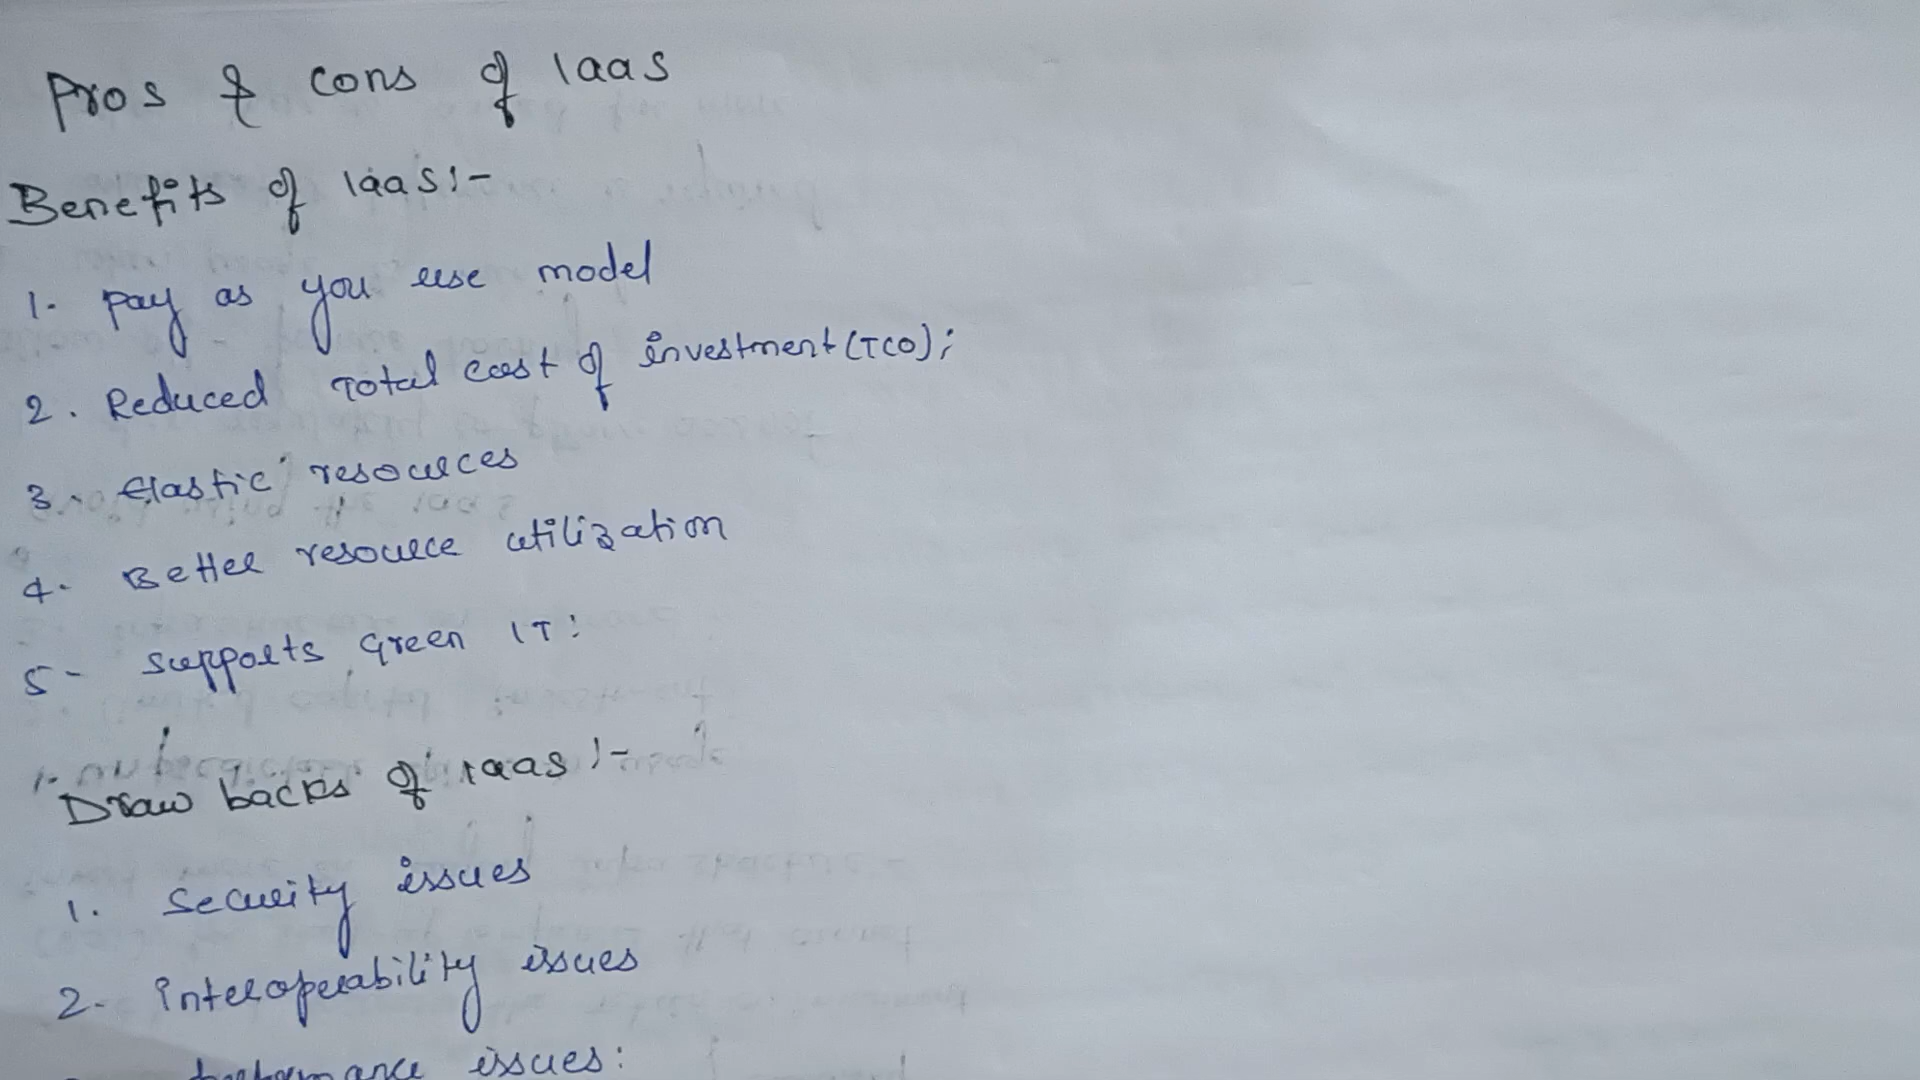 Pros & cons of Iaas
Benefits of Iaas:-
1. pay as you use model
2. Reduced Total cost of investment (TCO);
3. Elastic resources
4. Better resource utilization
5- supports Green IT:
Draw backs of Iaas :-
1. security issues
2- interoperability issues
performance issues: